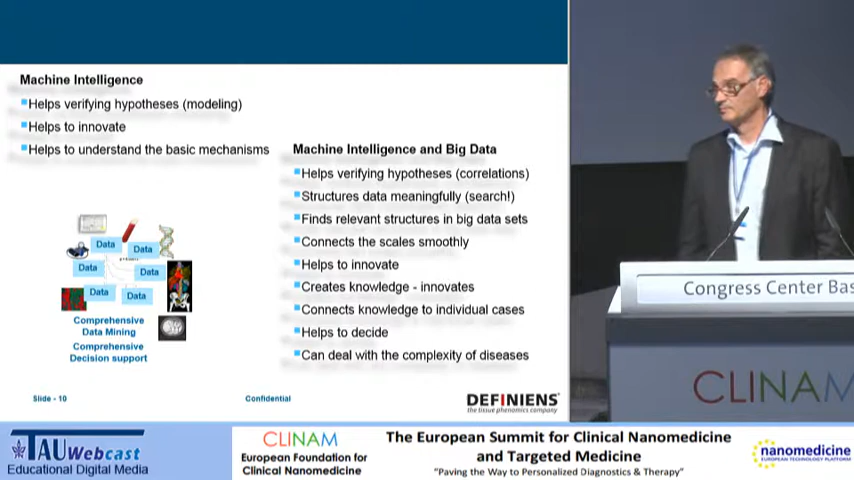 Machine Intelligence
Helps verifying hypotheses (modeling)
Helps to innovate
Helps to understand the basic mechanisms
Machine Intelligence and Big Data
Helps verifying hypotheses (correlations)
Structures data meaningfully (search!)
Finds relevant structures in big data sets
Connects the scales smoothly
Helps to innovate
Creates knowledge - innovates
Connects knowledge to individual cases
Helps to decide
Can deal with the complexity of diseases
Data
Data
Data
Data
Data
Data
Comprehensive
Data Mining
Comprehensive
Decision support
Slide - 10
Confidential
DEFINIENS
the tissue phenomics company
Congress Center Bas
CLINAM
TAU Webcast
Educational Digital Media
CLINAM
European Foundation for
Clinical Nanomedicine
The European Summit for Clinical Nanomedicine
and Targeted Medicine
"Paving the Way to Personalized Diagnostics & Therapy"
nanomedicine
EUROPEAN TECHNOLOGY PLATFORM